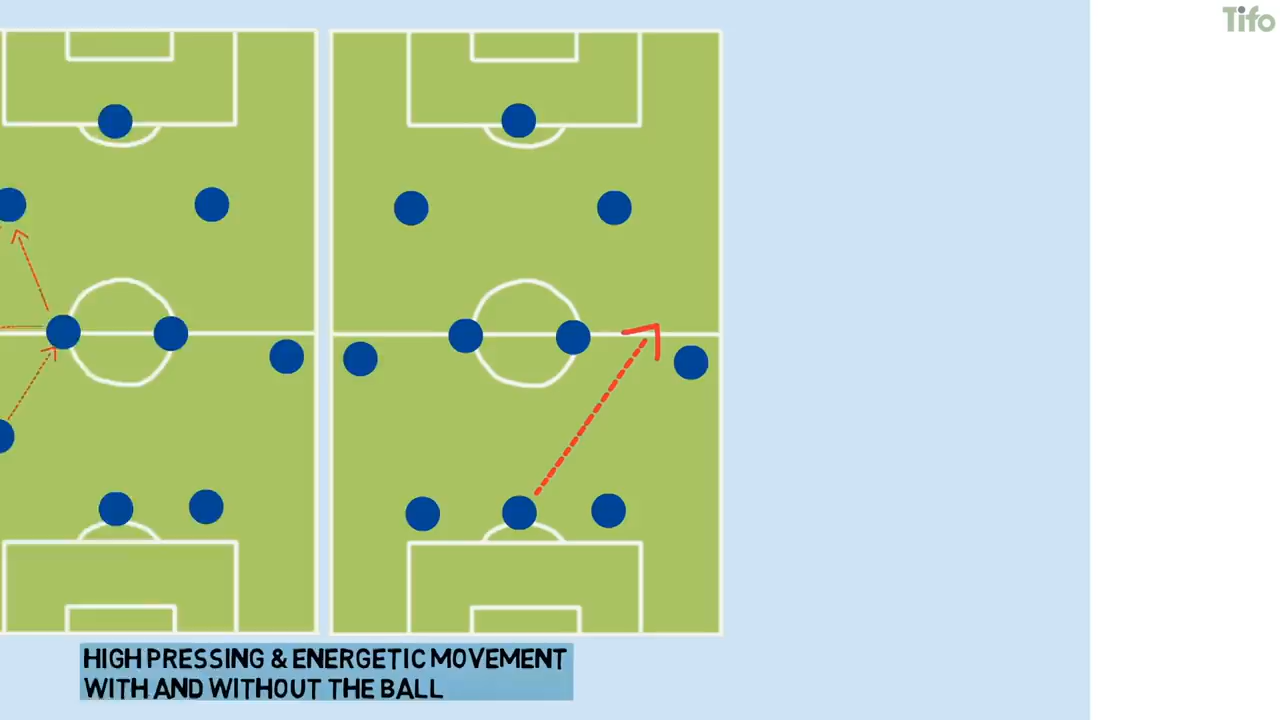 Tifo
HIGH PRESSING & ENERGETIC MOVEMENT
WITH AND WITHOUT THE BALL